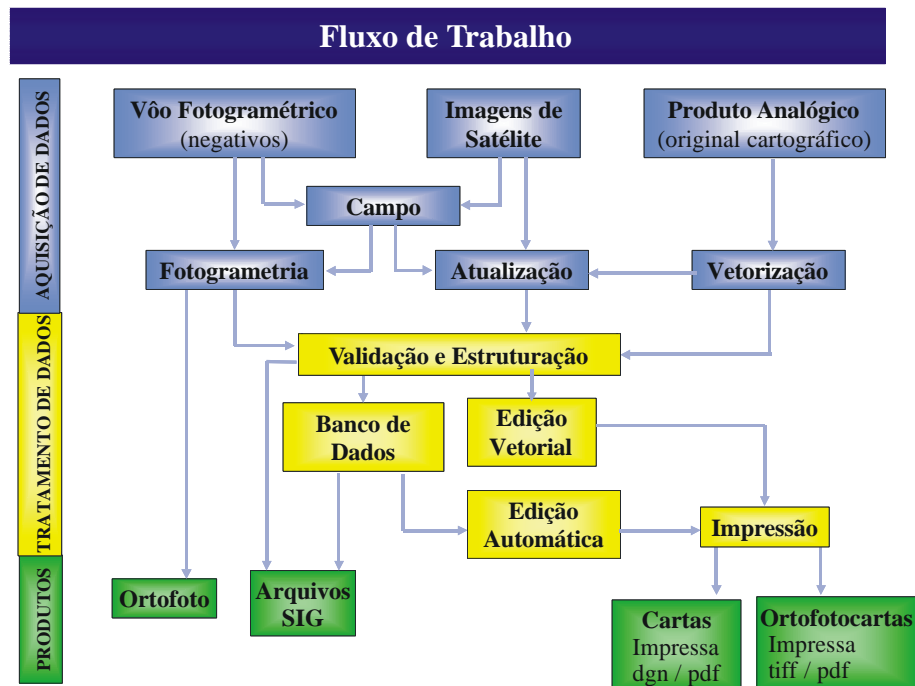 Fluxo de Trabalho
AQUISIÇÃO DE DADOS
Vôo Fotogramétrico
(negativos)
Imagens de
Satélite
Produto Analógico
(original cartográfico)
Campo
Fotogrametria
Atualização
Vetorização
TRATAMENTO DE DADOS
Validação e Estruturação
Banco de
Dados
Edição
Vetorial
Edição
Automática
Impressão
PRODUTOS
Ortofoto
Arquivos
SIG
Cartas
Impressa
dgn / pdf
Ortofotocartas
Impressa
tiff / pdf